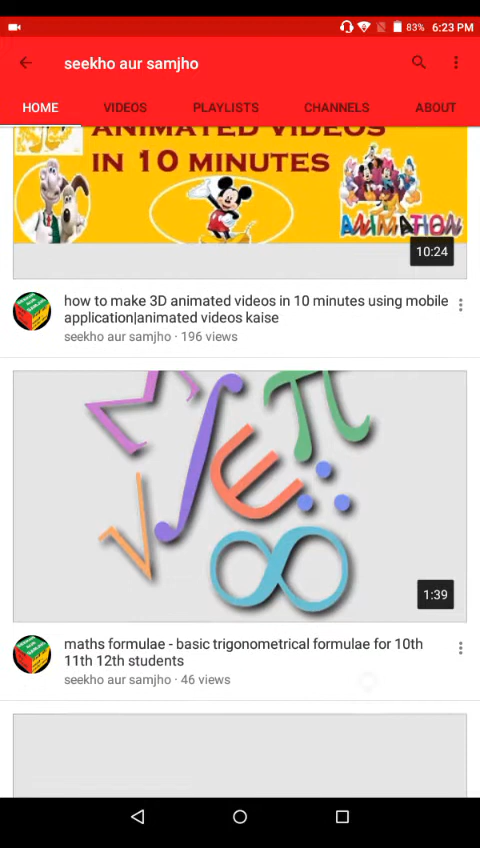 83% 6:23 PM
seekho aur samjho
HOME VIDEOS PLAYLISTS CHANNELS ABOUT
ANIMATED VIDEOS
IN 10 MINUTES
ANIMATION
10:24
how to make 3D animated videos in 10 minutes using mobile
application|animated videos kaise
seekho aur samjho · 196 views
1:39
maths formulae - basic trigonometrical formulae for 10th
11th 12th students
seekho aur samjho · 46 views